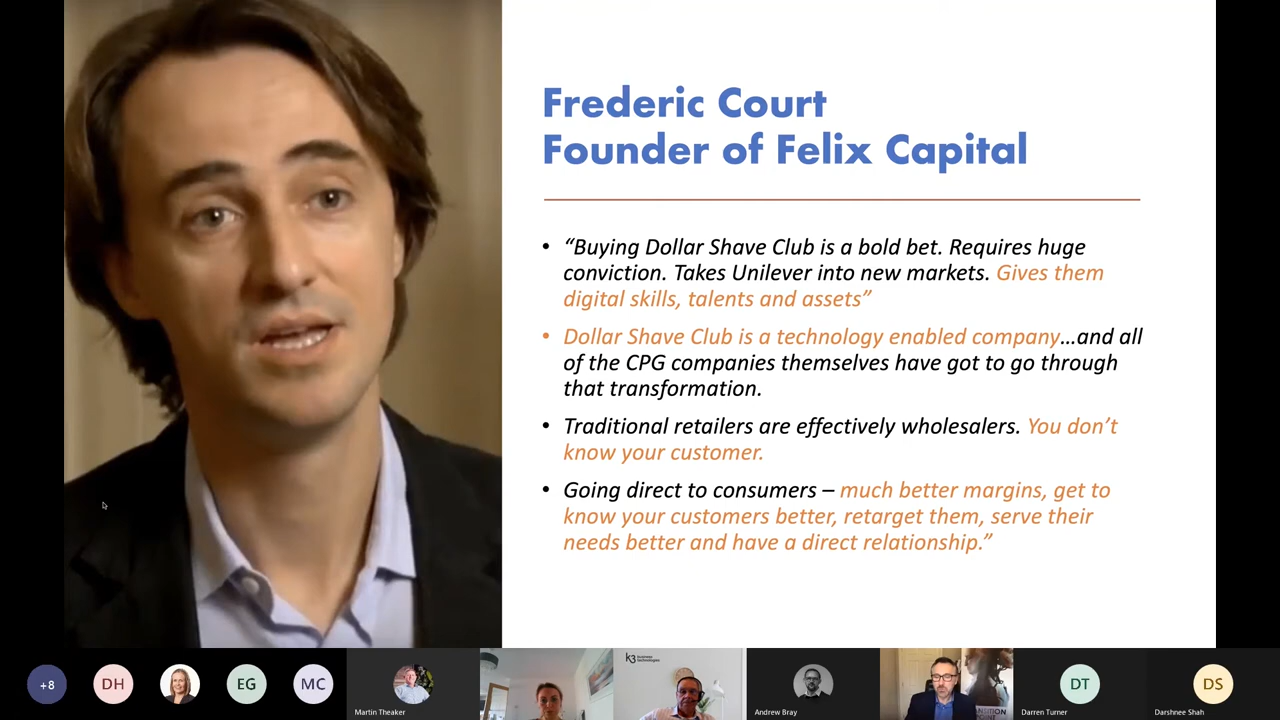 Frederic Court
Founder of Felix Capital
• “Buying Dollar Shave Club is a bold bet. Requires huge
conviction. Takes Unilever into new markets. Gives them
digital skills, talents and assets”
• Dollar Shave Club is a technology enabled company…and all
of the CPG companies themselves have got to go through
that transformation.
• Traditional retailers are effectively wholesalers. You don’t
know your customer.
• Going direct to consumers – much better margins, get to
know your customers better, retarget them, serve their
needs better and have a direct relationship.”
+8
DH
EG
MC
Martin Theaker
k3 business
technologies
Andrew Bray
DT
Darren Turner
DS
Darshnee Shah